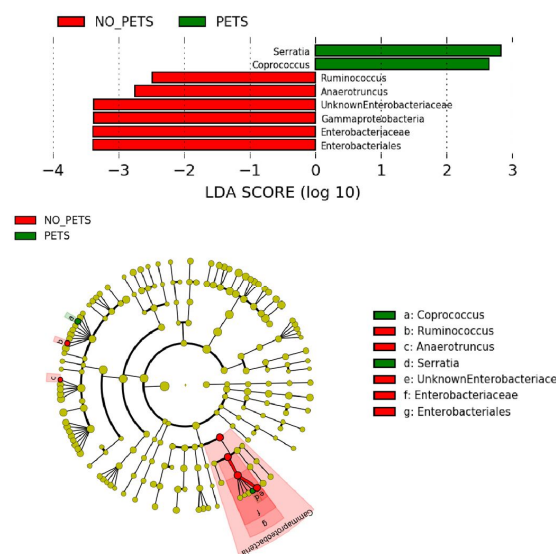 NO_PETS PETS
Serratia
Coprococcus
Ruminococcus
Anaerotruncus
UnknownEnterobacteriaceae
Gammaproteobacteria
Enterobacteriaceae
Enterobacteriales
−4 −3 −2 −1 0 1 2 3
LDA SCORE (log 10)
NO_PETS
PETS
a
b
c
a: Coprococcus
b: Ruminococcus
c: Anaerotruncus
d: Serratia
e: UnknownEnterobacteriace
f: Enterobacteriaceae
g: Enterobacteriales
d
e
f
g
Gammaproteobacteria